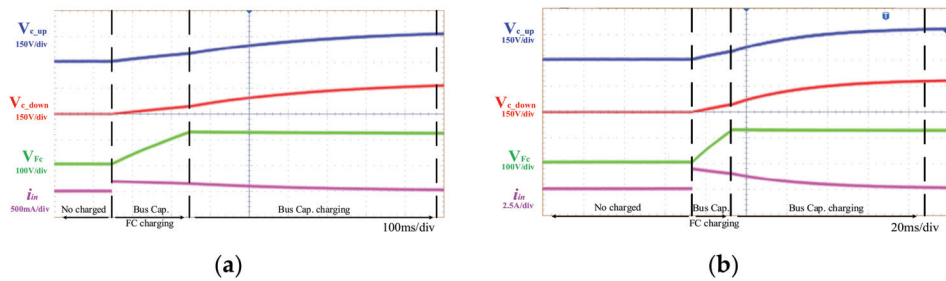 V_c_up
150V/div
V_c_down
150V/div
V_Fc
100V/div
i_in
500mA/div
No charged
Bus Cap.
FC charging
Bus Cap. charging
100ms/div
(a)
V_c_up
150V/div
V_c_down
150V/div
V_Fc
100V/div
i_in
2.5A/div
No charged
Bus Cap.
FC charging
Bus Cap. charging
20ms/div
(b)